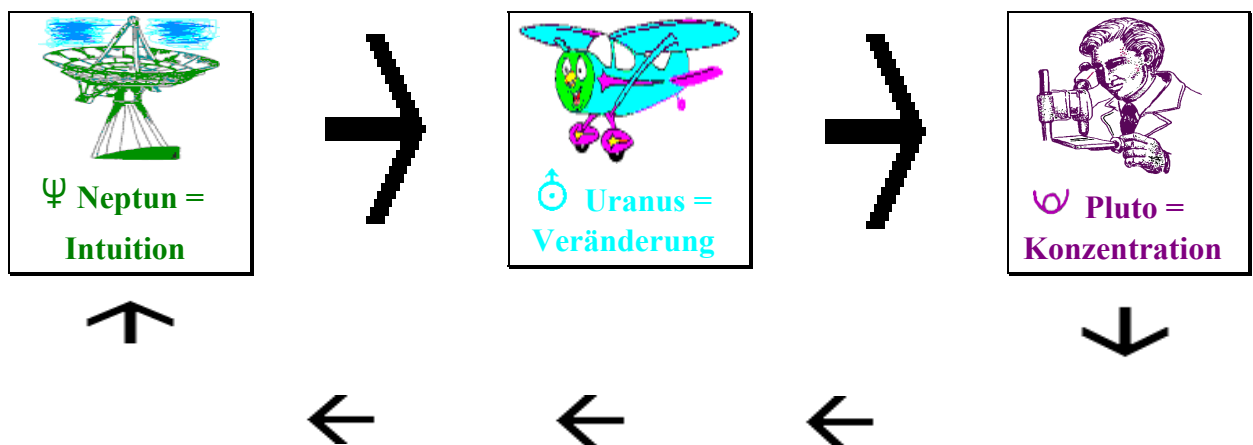 ♆ Neptun =
Intuition
⛢ Uranus =
Veränderung
Pluto =
Konzentration